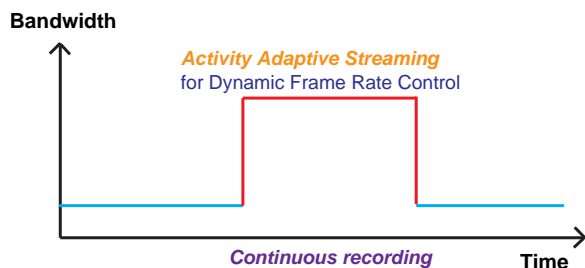 Bandwidth
Activity Adaptive Streaming
for Dynamic Frame Rate Control
Continuous recording
Time